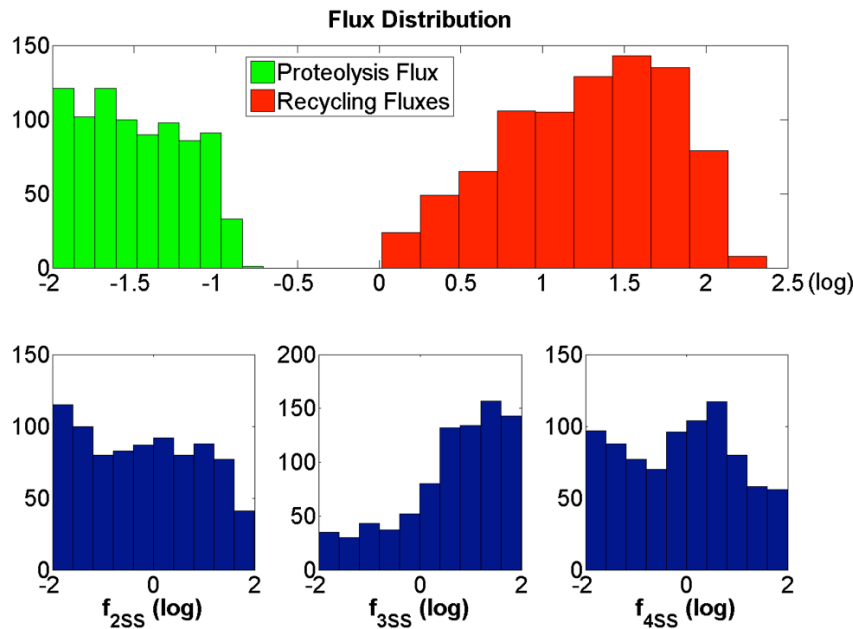 Flux Distribution
150
100
50
0
Proteolysis Flux
Recycling Fluxes
-2 -1.5 -1 -0.5 0 0.5 1 1.5 2 2.5 (log)
150
100
50
0
-2 0 2
f2SS (log)
200
150
100
50
0
-2 0 2
f3SS (log)
150
100
50
0
-2 0 2
f4SS (log)